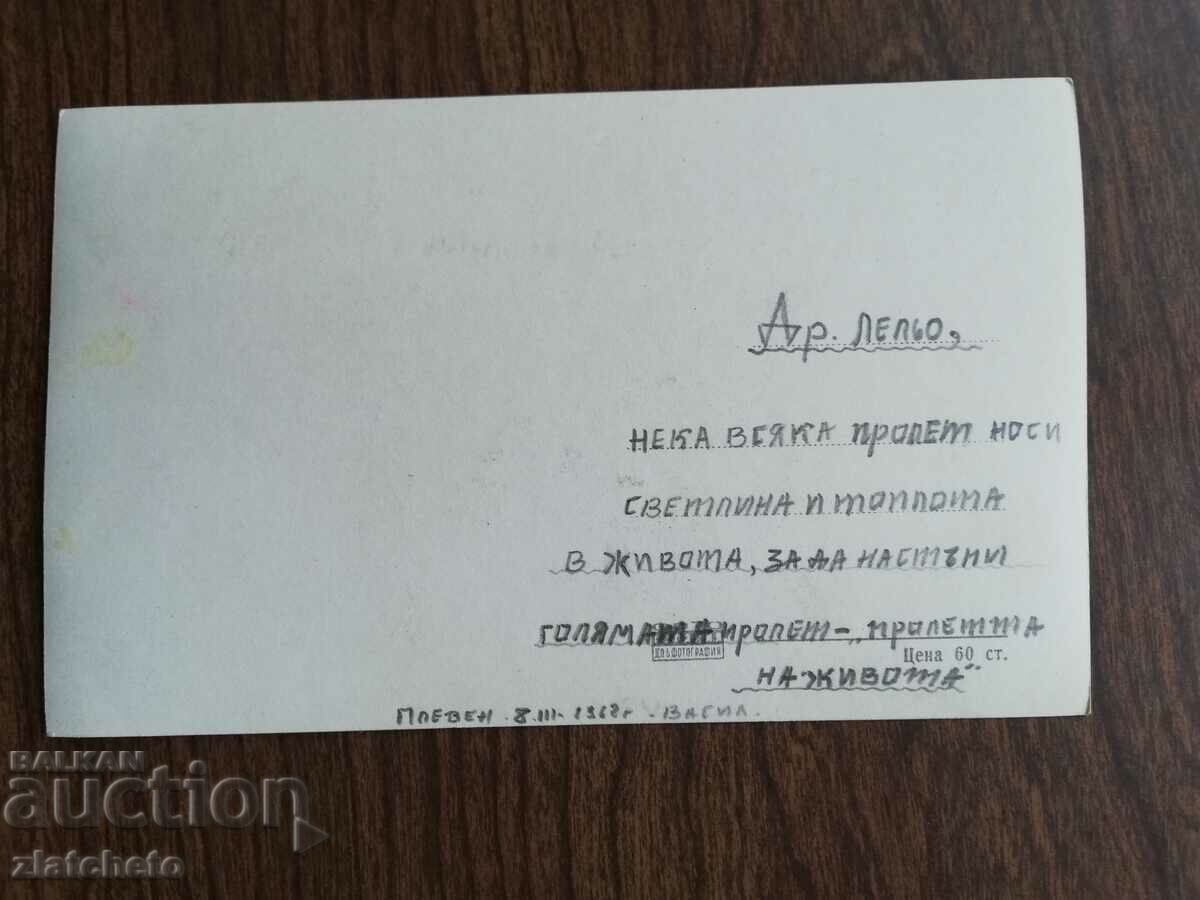 Др. Лельо,
НЕКА ВСЯКА ПРОЛЕТ НОСИ
СВЕТЛИНА И ТОПЛОТА
В ЖИВОТА, ЗА ДА НАСТЪПИ
ГОЛЯМАТА ПРОЛЕТ – „ПРОЛЕТТА
ФОТОГРАФИЯ
Цена 60 ст.
НА ЖИВОТА"
ПЛЕВЕН 8.III.1968г. ВАСИЛ.
BALKAN
auction
zlatcheto